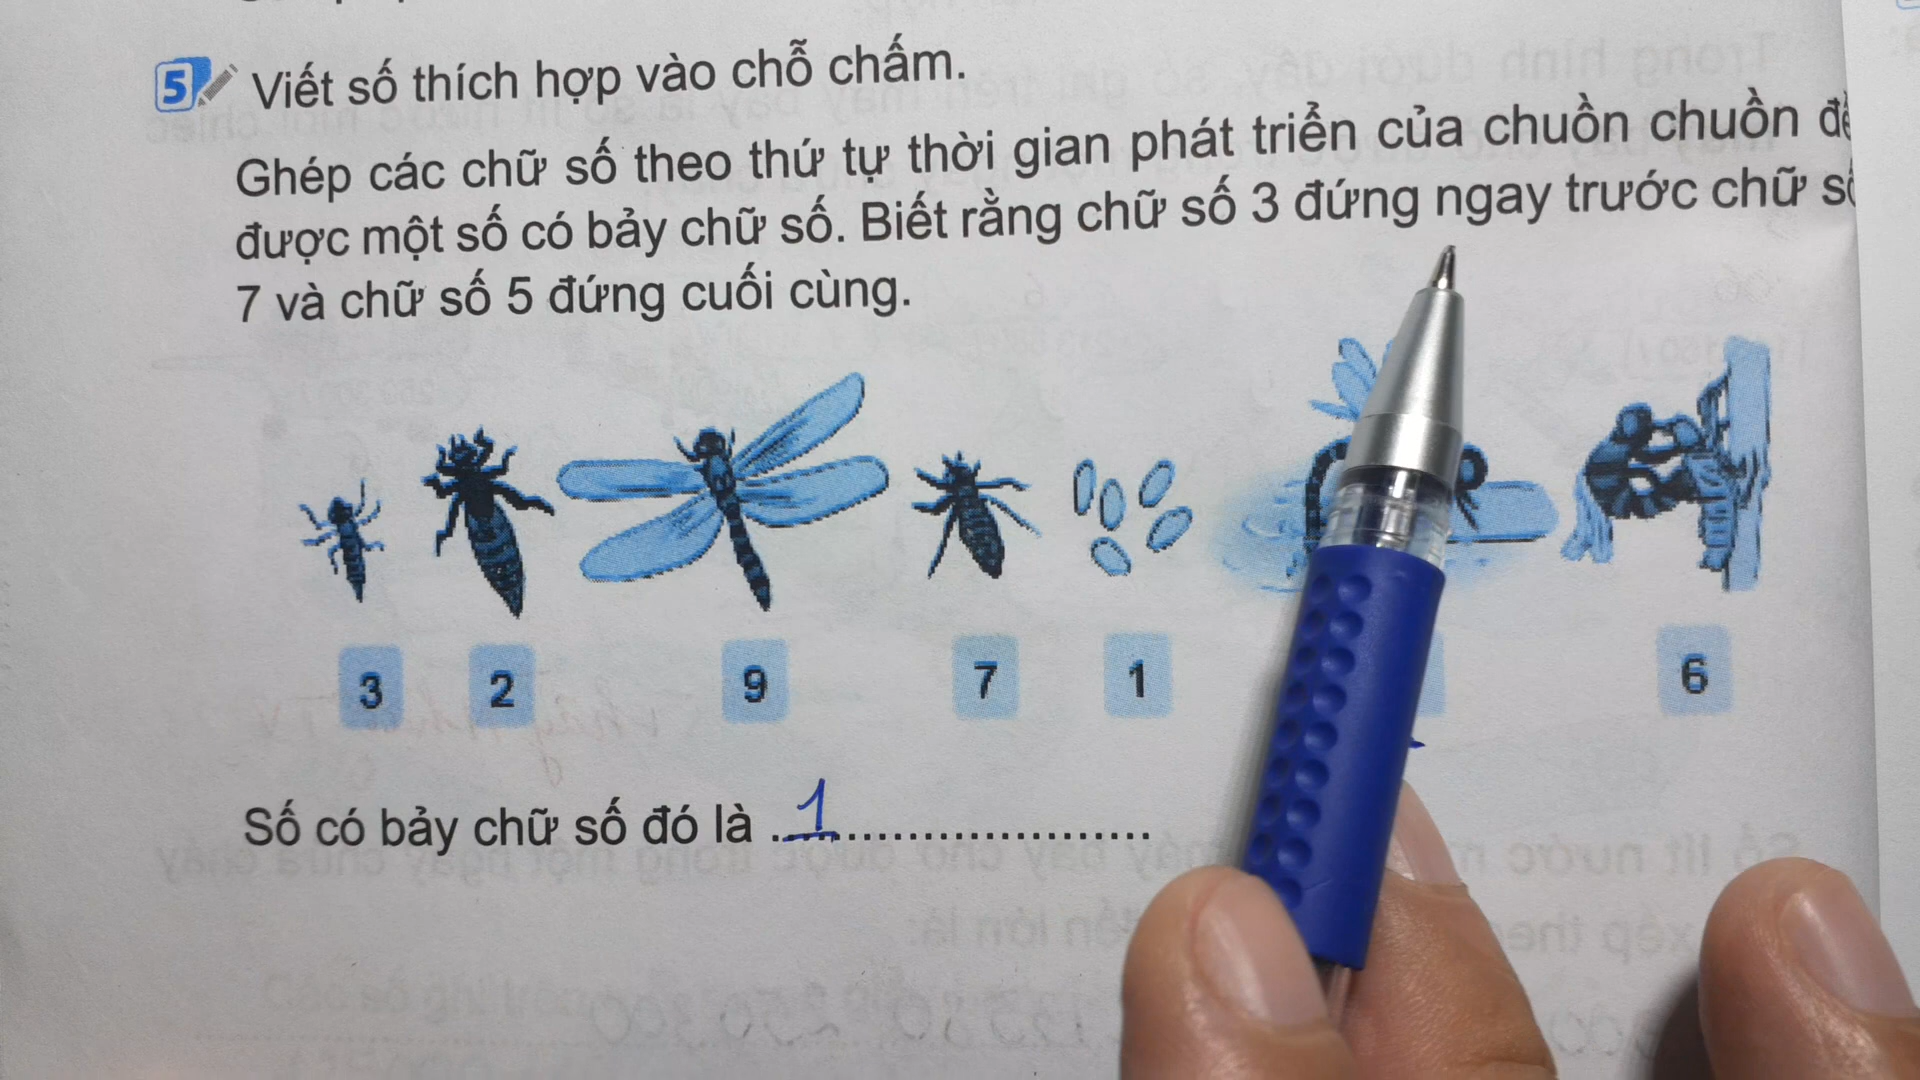 5 Viết số thích hợp vào chỗ chấm.
Ghép các chữ số theo thứ tự thời gian phát triển của chuồn chuồn để
được một số có bảy chữ số. Biết rằng chữ số 3 đứng ngay trước chữ số
7 và chữ số 5 đứng cuối cùng.
3 2 9 7 1 6
Số có bảy chữ số đó là ...1......................